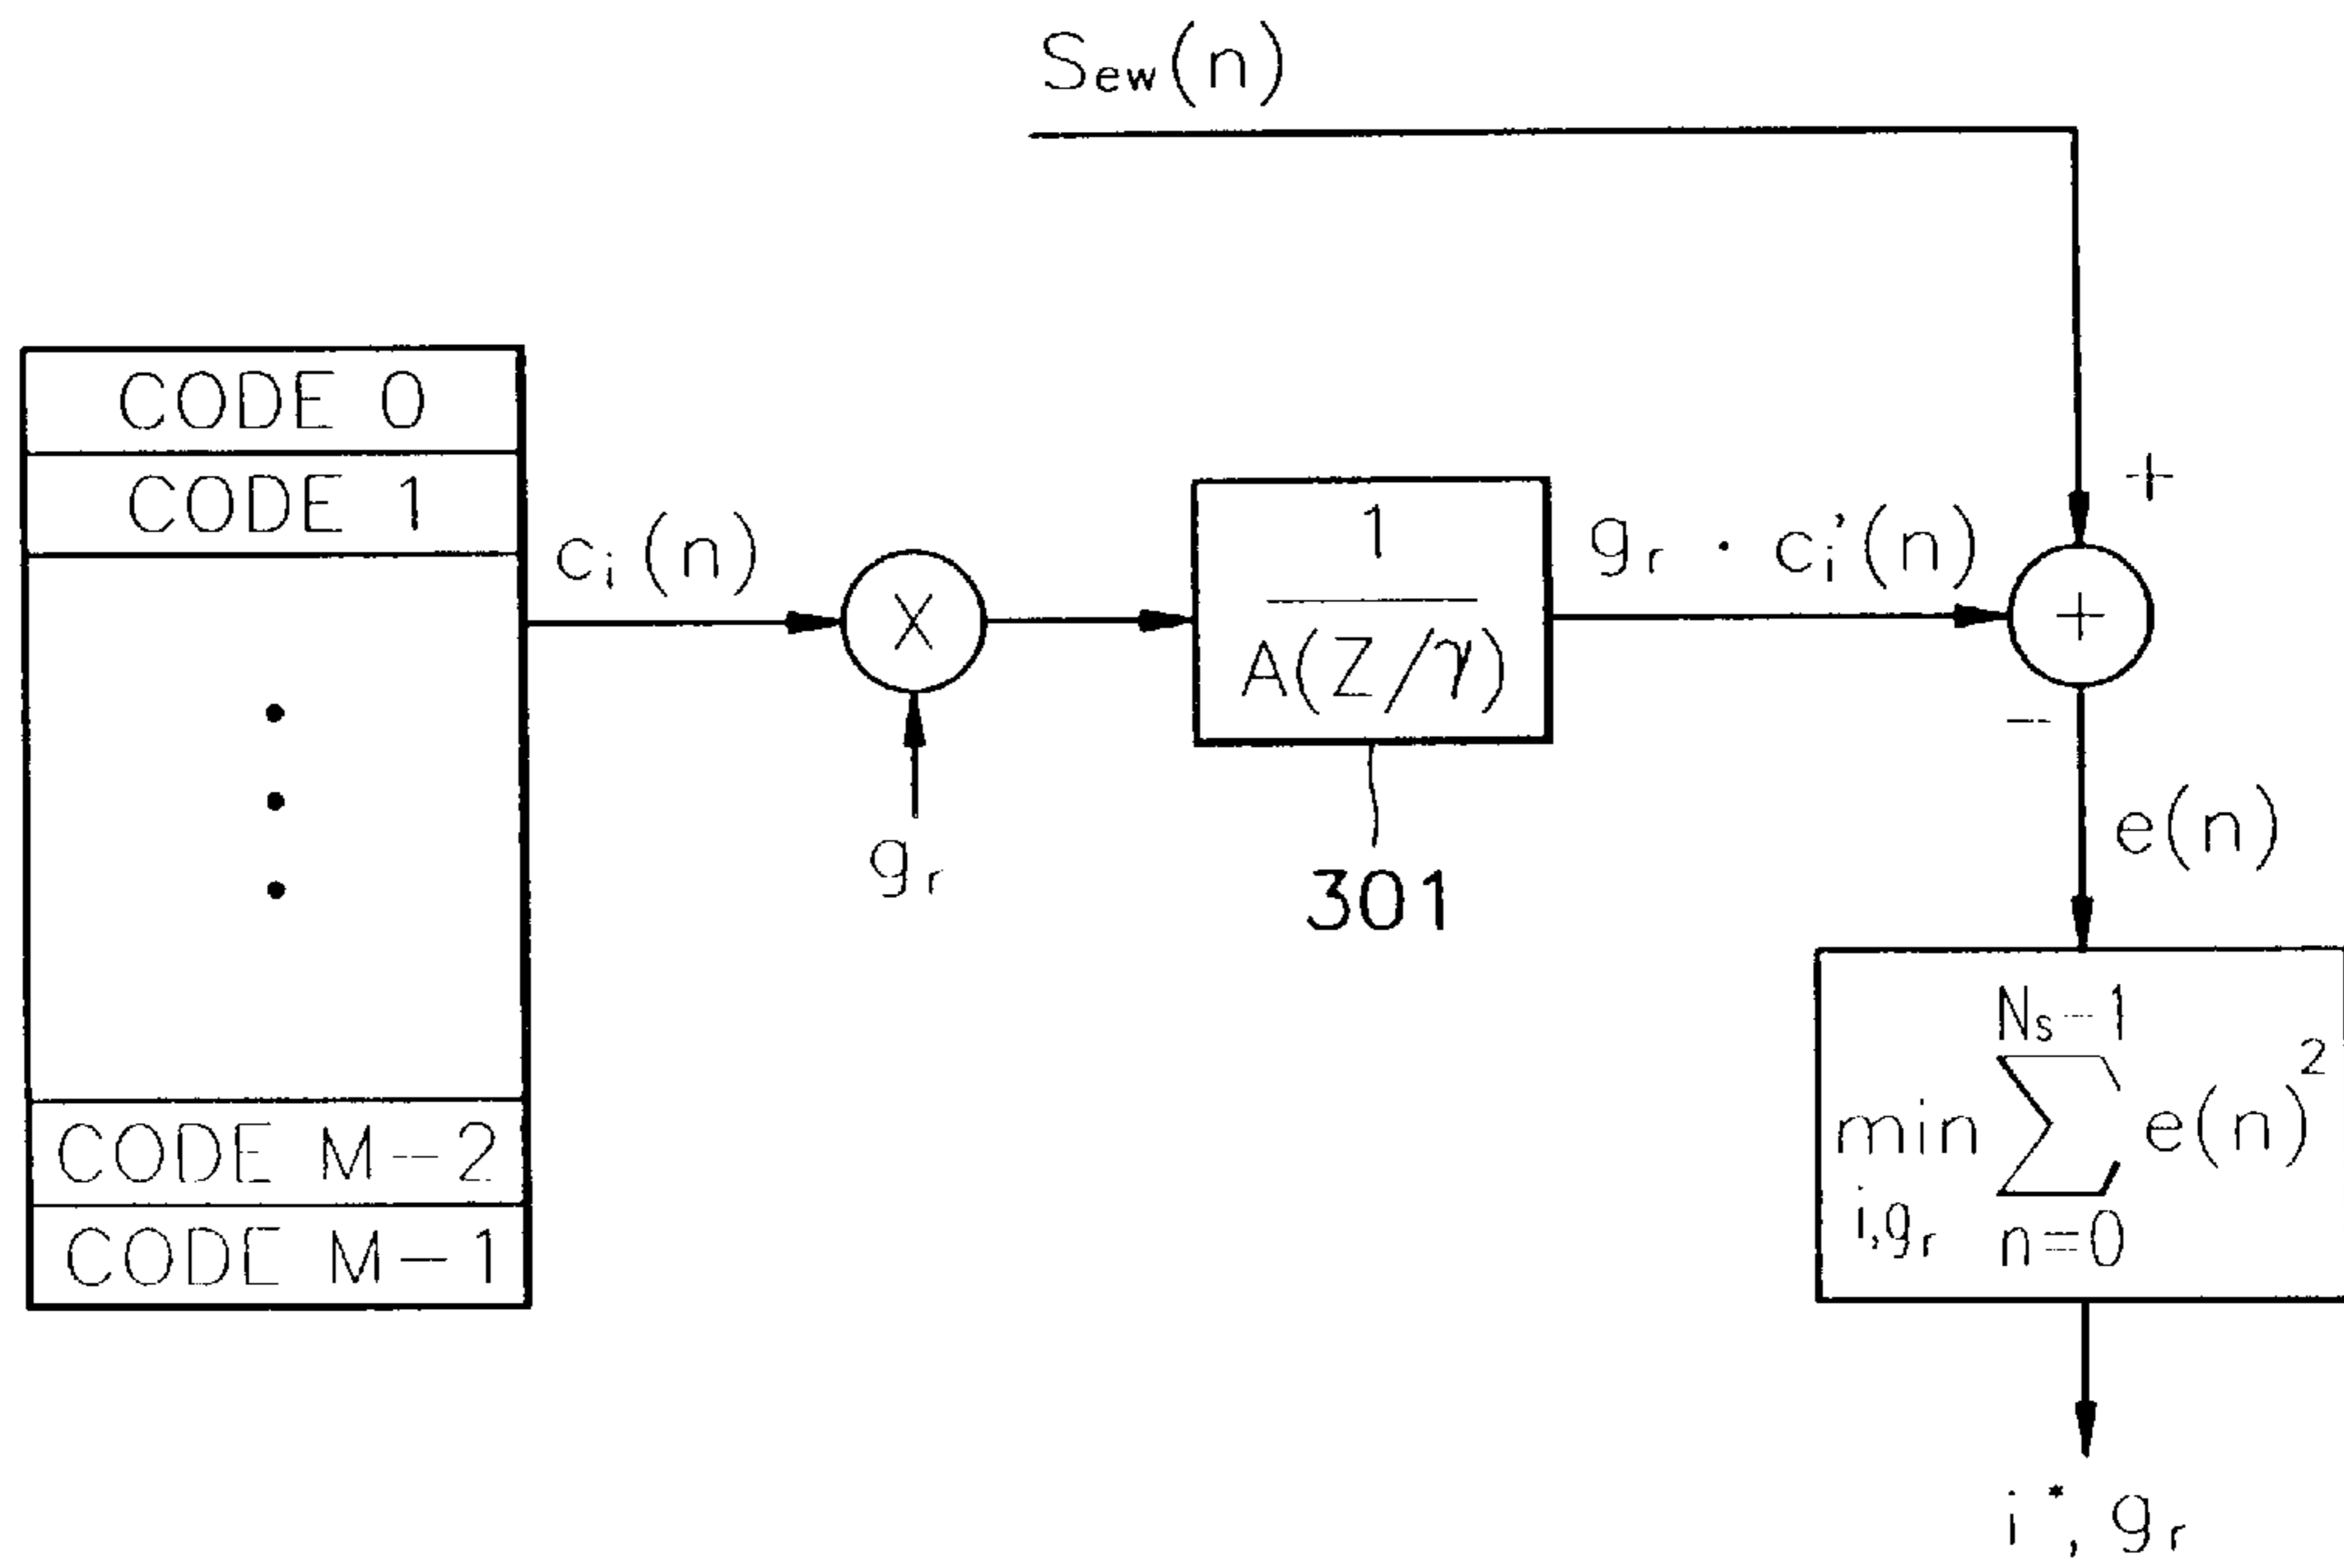 Sew(n)
CODE 0
CODE 1
ci(n)
X
gr
1
A(Z/γ)
301
gr · ci'(n)
+
+
−
e(n)
Ns−1
min ∑ e(n)²
i,gr n=0
CODE M−2
CODE M−1
i*, gr